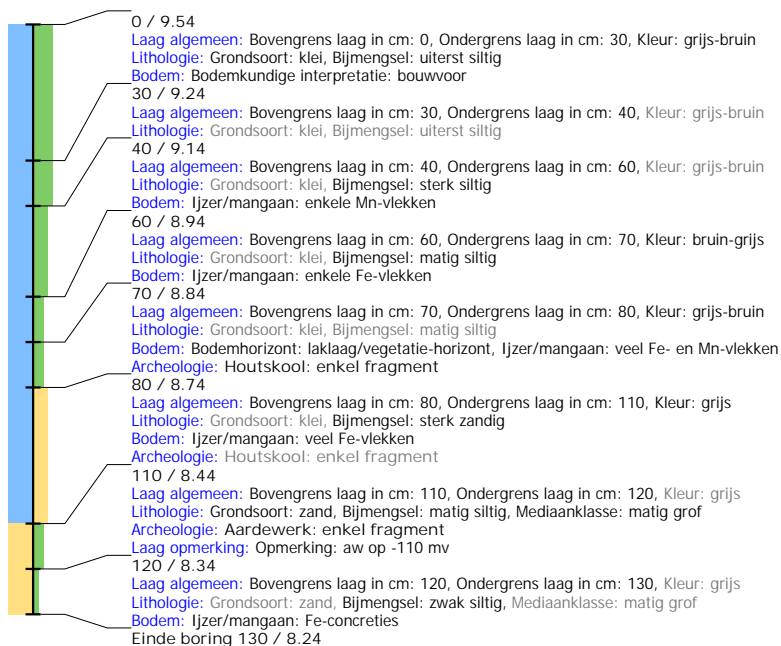 0 / 9.54
Laag algemeen: Bovengrens laag in cm: 0, Ondergrens laag in cm: 30, Kleur: grijs-bruin
Lithologie: Grondsoort: klei, Bijmengsel: uiterst siltig
Bodem: Bodemkundige interpretatie: bouwvoor
30 / 9.24
Laag algemeen: Bovengrens laag in cm: 30, Ondergrens laag in cm: 40, Kleur: grijs-bruin
Lithologie: Grondsoort: klei, Bijmengsel: uiterst siltig
40 / 9.14
Laag algemeen: Bovengrens laag in cm: 40, Ondergrens laag in cm: 60, Kleur: grijs-bruin
Lithologie: Grondsoort: klei, Bijmengsel: sterk siltig
Bodem: Ijzer/mangaan: enkele Mn-vlekken
60 / 8.94
Laag algemeen: Bovengrens laag in cm: 60, Ondergrens laag in cm: 70, Kleur: bruin-grijs
Lithologie: Grondsoort: klei, Bijmengsel: matig siltig
Bodem: Ijzer/mangaan: enkele Fe-vlekken
70 / 8.84
Laag algemeen: Bovengrens laag in cm: 70, Ondergrens laag in cm: 80, Kleur: grijs-bruin
Lithologie: Grondsoort: klei, Bijmengsel: matig siltig
Bodem: Bodemhorizont: laklaag/vegetatie-horizont, Ijzer/mangaan: veel Fe- en Mn-vlekken
Archeologie: Houtskool: enkel fragment
80 / 8.74
Laag algemeen: Bovengrens laag in cm: 80, Ondergrens laag in cm: 110, Kleur: grijs
Lithologie: Grondsoort: klei, Bijmengsel: sterk zandig
Bodem: Ijzer/mangaan: veel Fe-vlekken
Archeologie: Houtskool: enkel fragment
110 / 8.44
Laag algemeen: Bovengrens laag in cm: 110, Ondergrens laag in cm: 120, Kleur: grijs
Lithologie: Grondsoort: zand, Bijmengsel: matig siltig, Mediaanklasse: matig grof
Archeologie: Aardewerk: enkel fragment
Laag opmerking: Opmerking: aw op -110 mv
120 / 8.34
Laag algemeen: Bovengrens laag in cm: 120, Ondergrens laag in cm: 130, Kleur: grijs
Lithologie: Grondsoort: zand, Bijmengsel: zwak siltig, Mediaanklasse: matig grof
Bodem: Ijzer/mangaan: Fe-concreties
Einde boring 130 / 8.24